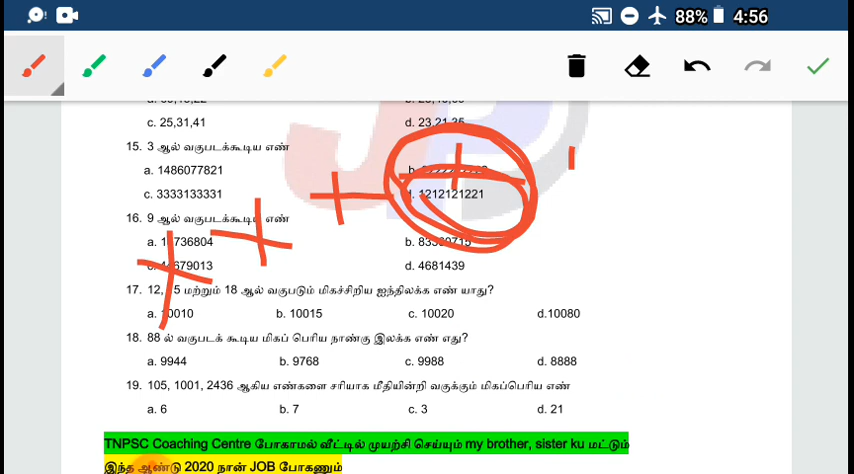 88% 4:56
c. 25,31,41 d. 23,21,36
15. 3 ஆல் வகுபடக்கூடிய எண்
a. 1486077821 b.
c. 3333133331 d. 1212121221
16. 9 ஆல் வகுபடக்கூடிய எண்
a. b.
c. d. 4681439
17. 12, 15 மற்றும் 18 ஆல் வகுபடும் மிகச்சிறிய ஐந்திலக்க எண் யாது?
a. 10010 b. 10015 c. 10020 d.10080
18. 88 ல் வகுபடக் கூடிய மிகப் பெரிய நான்கு இலக்க எண் எது?
a. 9944 b. 9768 c. 9988 d. 8888
19. 105, 1001, 2436 ஆகிய எண்களை சரியாக மீதியின்றி வகுக்கும் மிகப்பெரிய எண்
a. 6 b. 7 c. 3 d. 21
TNPSC Coaching Centre போகாமல் வீட்டில் முயற்சி செய்யும் my brother, sister ku மட்டும்
இந்த ஆண்டு 2020 நான் JOB போகணும்